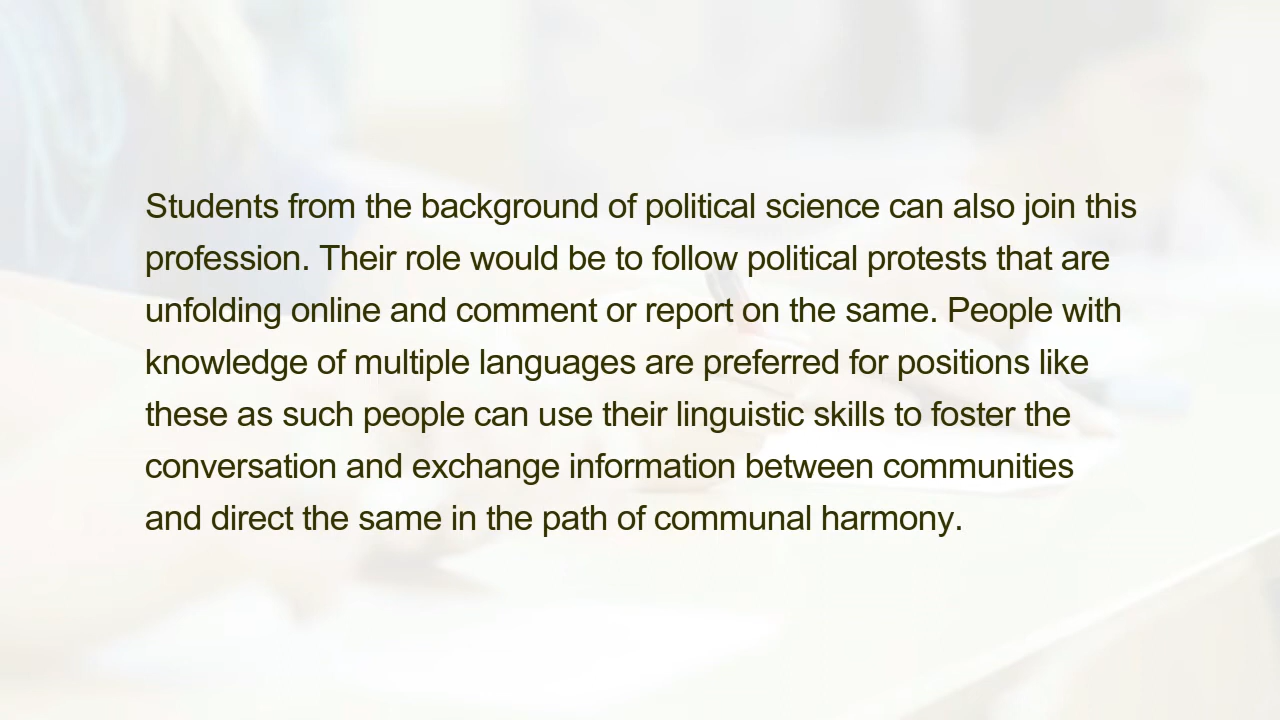 Students from the background of political science can also join this
profession. Their role would be to follow political protests that are
unfolding online and comment or report on the same. People with
knowledge of multiple languages are preferred for positions like
these as such people can use their linguistic skills to foster the
conversation and exchange information between communities
and direct the same in the path of communal harmony.